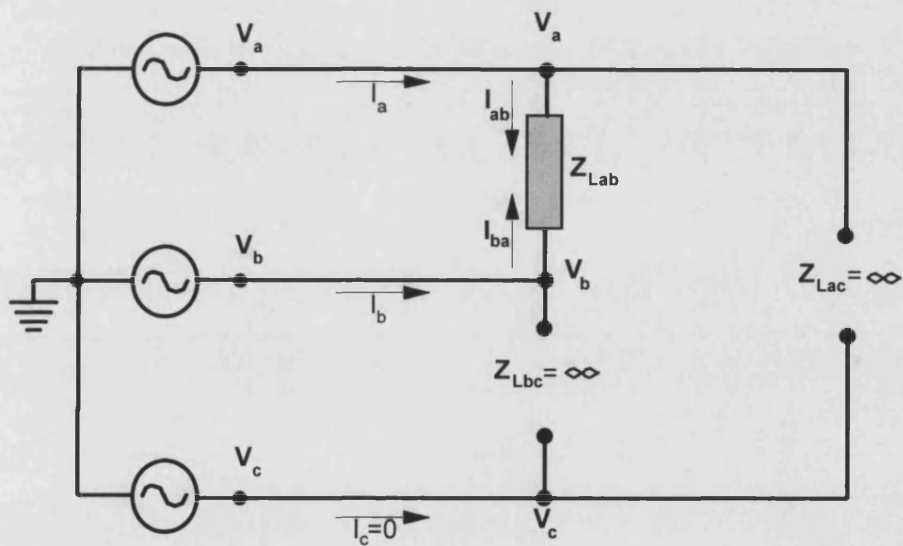 Va
Va
Ia
Iab
ZLab
Iba
Vb
Vb
Ib
ZLac= ∞
ZLbc= ∞
Vc
Ic=0
Vc